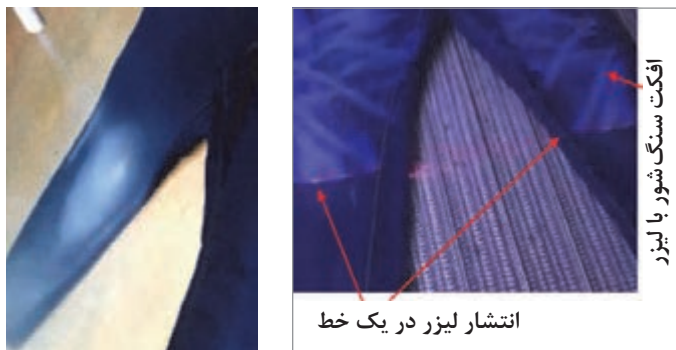 افکت سنگ شور با لیزر
انتشار لیزر در یک خط